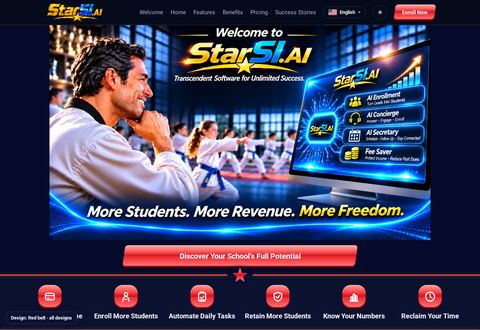 StarSI.AI
Welcome Home Features Benefits Pricing Success Stories English Enroll Now
Welcome to
StarSI.AI
Transcendent Software for Unlimited Success.
AI Enrollment
Turn Leads Into Students
AI Concierge
Answer • Engage • Enroll
StarSI.AI
AI Secretary
Schedule • Follow Up • Stay Connected
Fee Saver
Protect Income • Reduce Past Dues
More Students. More Revenue. More Freedom.
Discover Your School's Full Potential
Enroll More Students Automate Daily Tasks Retain More Students Know Your Numbers Reclaim Your Time
Design: Red belt - all designs